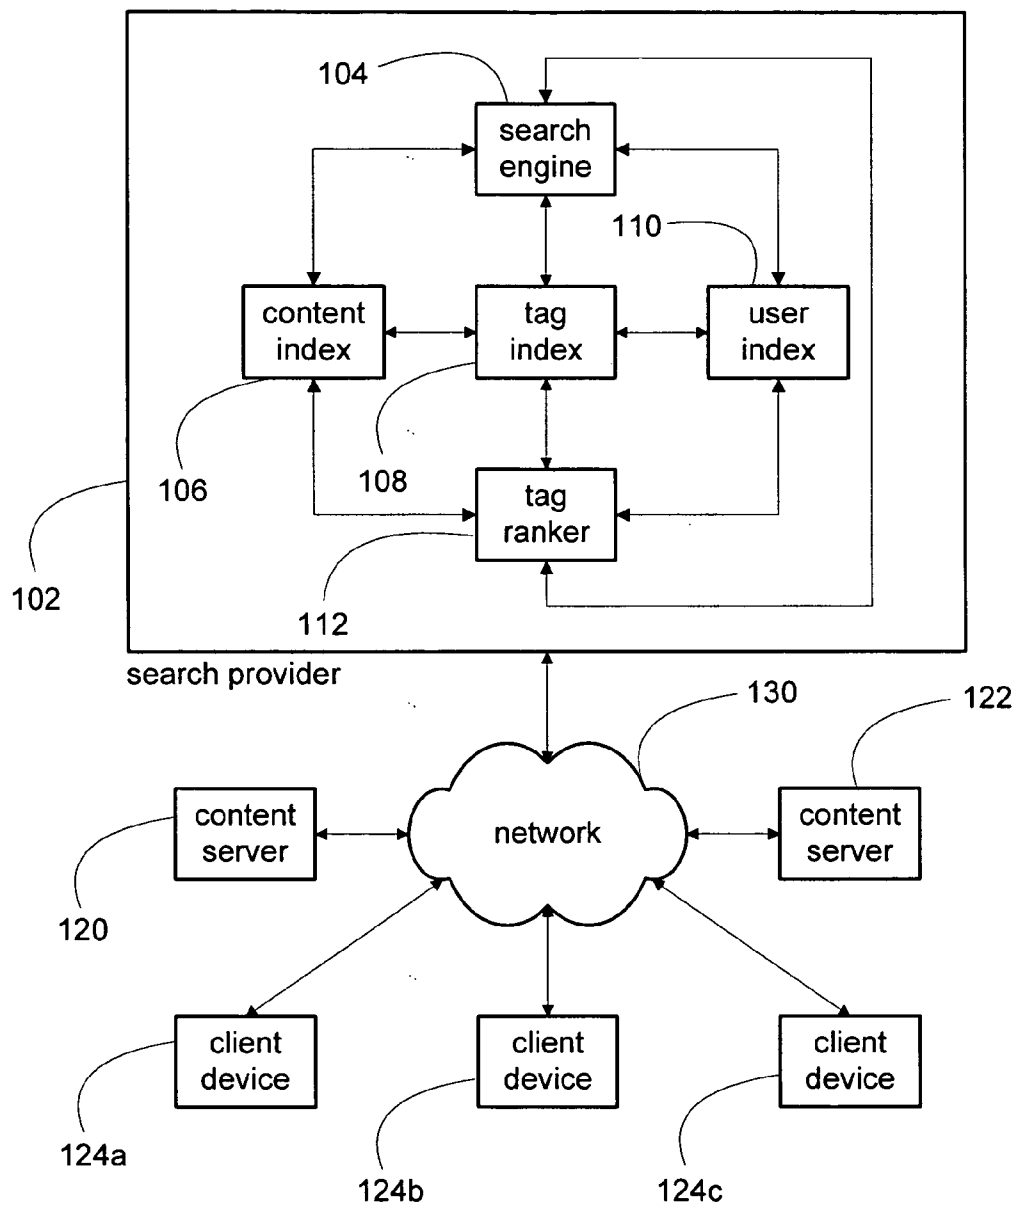 104
search
engine
110
content
index
tag
index
user
index
106
108
tag
ranker
102
112
search provider
130
122
content
server
network
content
server
120
client
device
client
device
client
device
124a
124b
124c